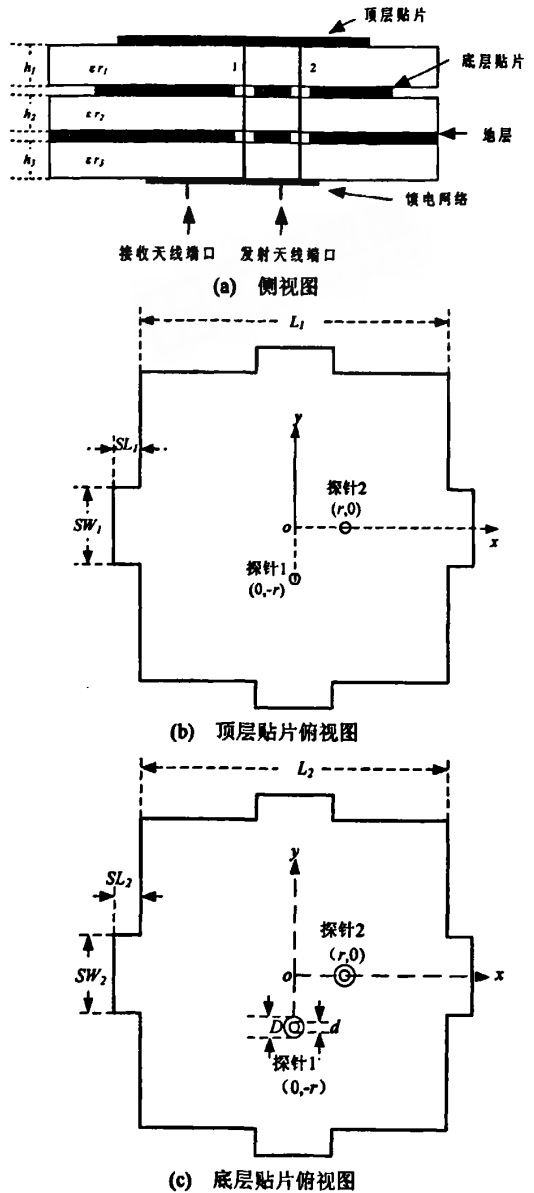 顶层贴片
h1
εr1
1
2
底层贴片
h2
εr2
地层
h3
εr3
馈电网络
接收天线端口
发射天线端口
(a) 侧视图
L1
y
SL1
探针2
(r,0)
SW1
o
x
探针1
(0,-r)
(b) 顶层贴片俯视图
L2
y
SL2
探针2
(r,0)
SW2
o
x
D
d
探针1
(0,-r)
(c) 底层贴片俯视图